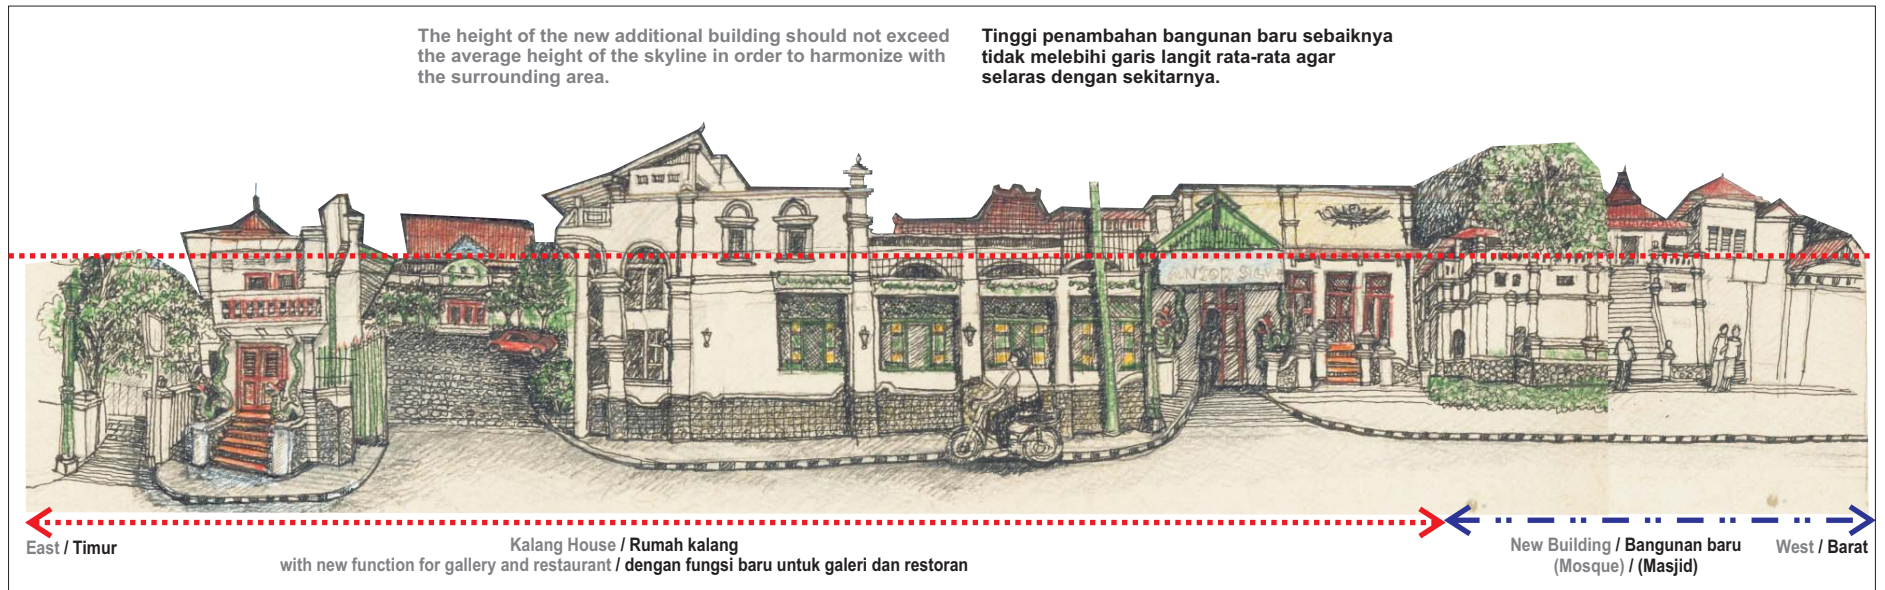 The height of the new additional building should not exceed
the average height of the skyline in order to harmonize with
the surrounding area.
Tinggi penambahan bangunan baru sebaiknya
tidak melebihi garis langit rata-rata agar
selaras dengan sekitarnya.
East / Timur
Kalang House / Rumah kalang
with new function for gallery and restaurant / dengan fungsi baru untuk galeri dan restoran
New Building / Bangunan baru
(Mosque) / (Masjid)
West / Barat